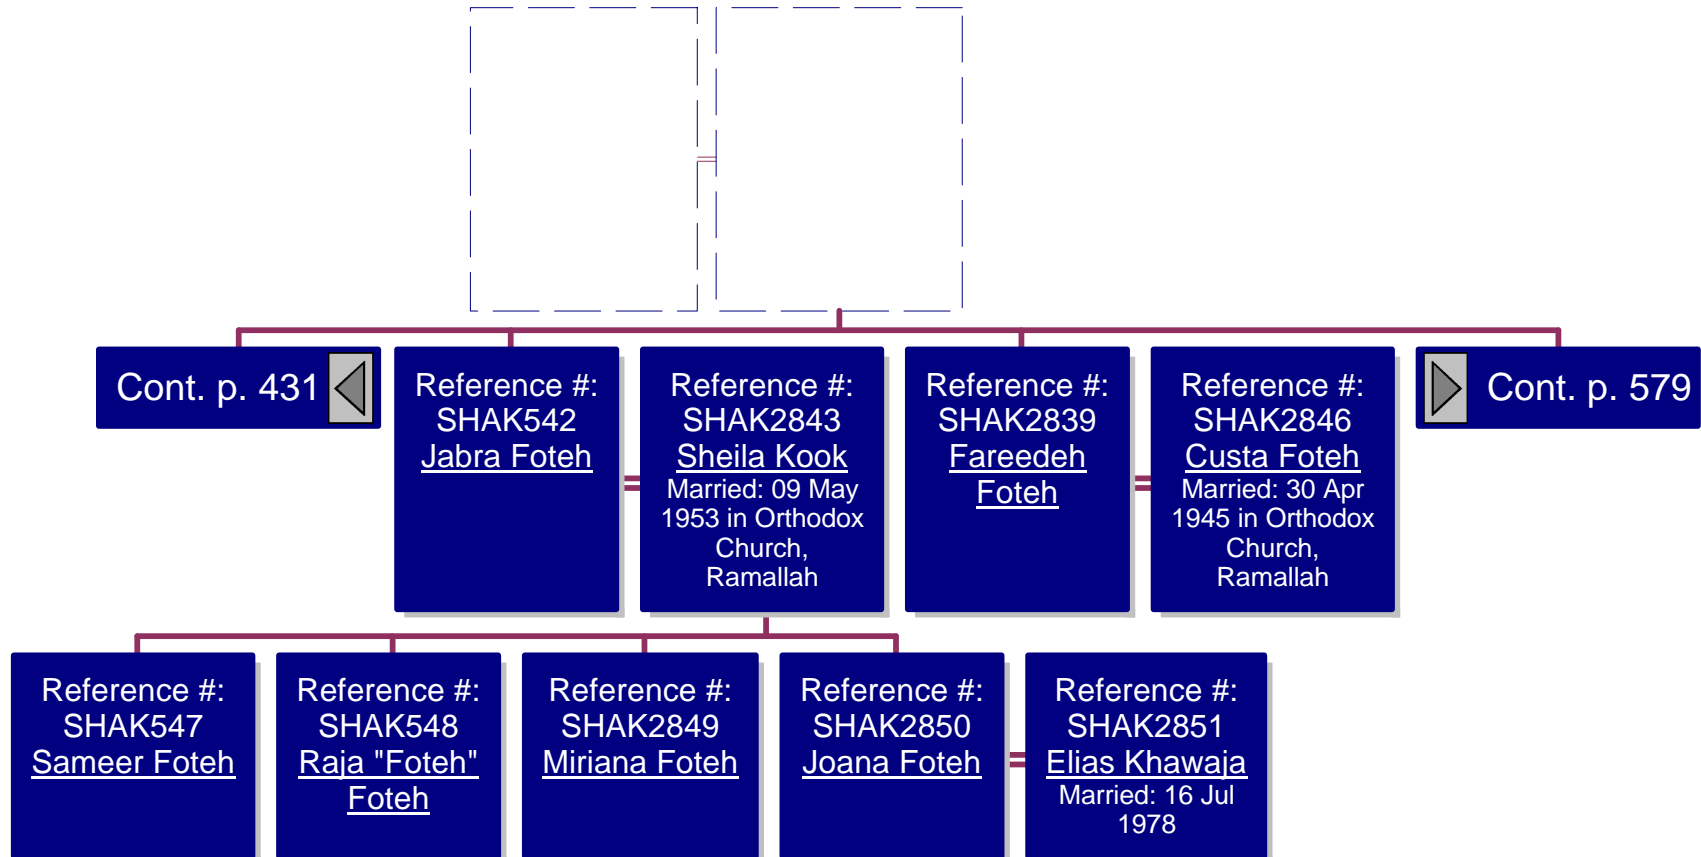 Cont. p. 431
Reference #:
SHAK542
Jabra Foteh
Reference #:
SHAK2843
Sheila Kook
Married: 09 May
1953 in Orthodox
Church,
Ramallah
Reference #:
SHAK2839
Fareedeh
Foteh
Reference #:
SHAK2846
Custa Foteh
Married: 30 Apr
1945 in Orthodox
Church,
Ramallah
Cont. p. 579
Reference #:
SHAK547
Sameer Foteh
Reference #:
SHAK548
Raja "Foteh"
Foteh
Reference #:
SHAK2849
Miriana Foteh
Reference #:
SHAK2850
Joana Foteh
Reference #:
SHAK2851
Elias Khawaja
Married: 16 Jul
1978